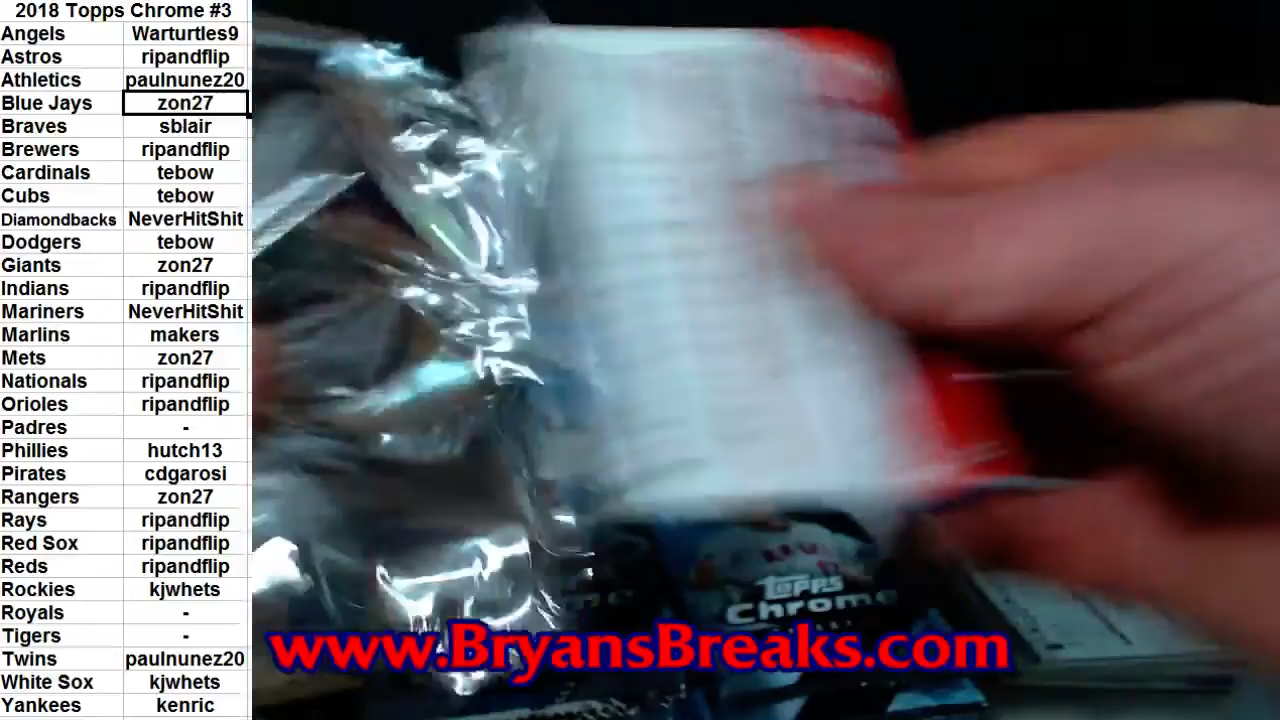 2018 Topps Chrome #3
Angels Warturtles9
Astros ripandflip
Athletics paulnunez20
Blue Jays zon27
Braves sblair
Brewers ripandflip
Cardinals tebow
Cubs tebow
Diamondbacks NeverHitShit
Dodgers tebow
Giants zon27
Indians ripandflip
Mariners NeverHitShit
Marlins makers
Mets zon27
Nationals ripandflip
Orioles ripandflip
Padres -
Phillies hutch13
Pirates cdgarosi
Rangers zon27
Rays ripandflip
Red Sox ripandflip
Reds ripandflip
Rockies kjwhets
Royals -
Tigers -
Twins paulnunez20
White Sox kjwhets
Yankees kenric
Topps
Chrome
www.BryansBreaks.com